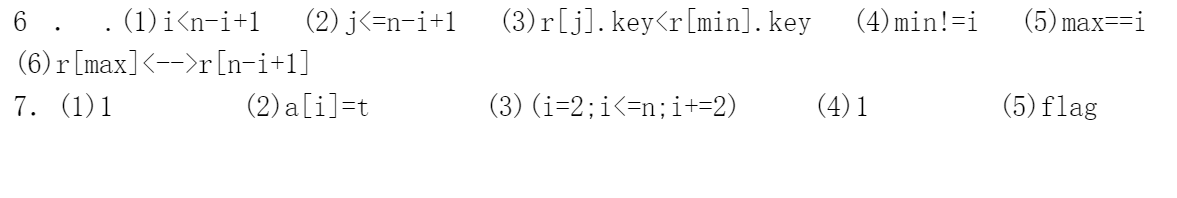 6 . .(1)i<n-i+1 (2)j<=n-i+1 (3)r[j].key<r[min].key (4)min!=i (5)max==i
(6)r[max]<-->r[n-i+1]
7. (1)1 (2)a[i]=t (3)(i=2;i<=n;i+=2) (4)1 (5)flag